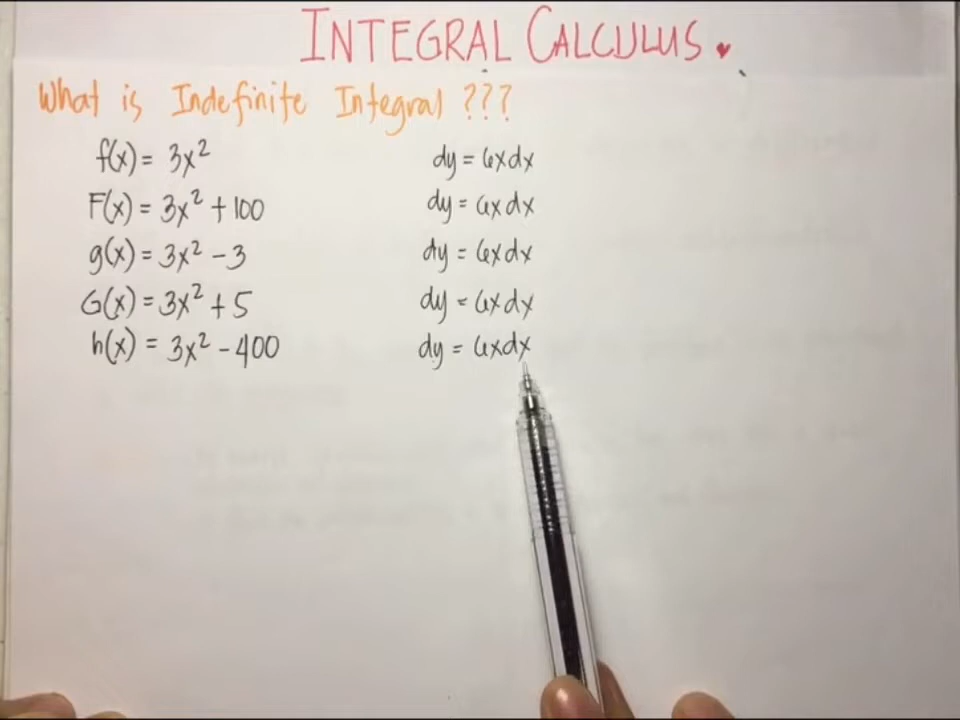 INTEGRAL CALCULUS.♥
What is Indefinite Integral ???
f(x) = 3x² dy = 6xdx
F(x) = 3x² + 100 dy = 6xdx
g(x) = 3x² - 3 dy = 6xdx
G(x) = 3x² + 5 dy = 6xdx
h(x) = 3x² - 400 dy = 6xdx